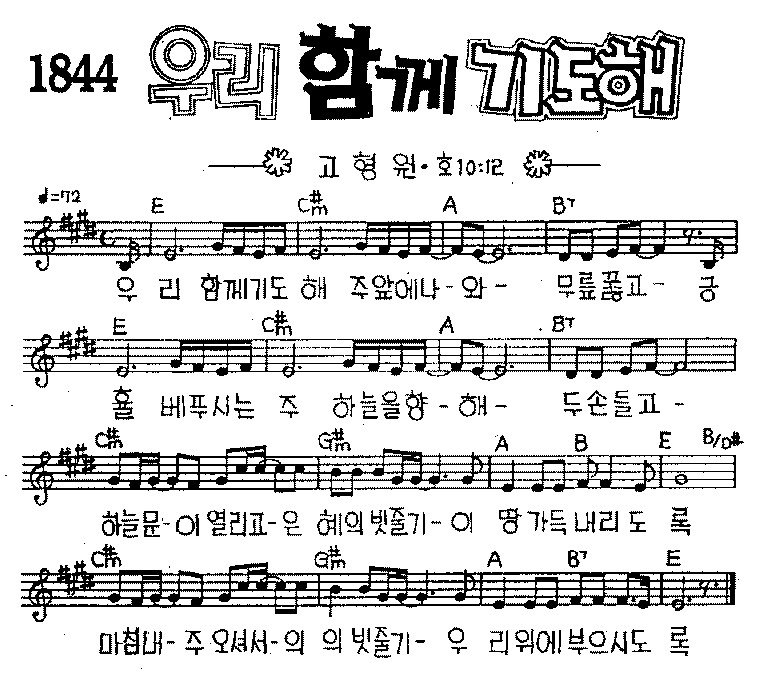 1844 우리 함께 기도해
고형원·호10:12
♩=72
E C#m A B7
우 리 함께기도 해 주앞에나-와- 무릎꿇고- 긍
E C#m A B7
휼 베푸시는 주 하늘을향-해- 두손들고-
C#m G#m A B E B/D#
하늘문-이 열리고-은 혜의빗줄기-이 땅가득내리도 록
C#m G#m A B7 E
마침내-주오셔서-의 의빗줄기- 우 리위에부으시도 록